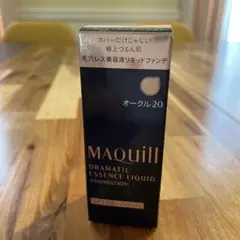 カバーだけじゃない
極上つるん肌
毛穴レス美容液リキッドファンデ
オークル20
MAQuill
DRAMATIC
ESSENCE LIQUID
(FOUNDATION)